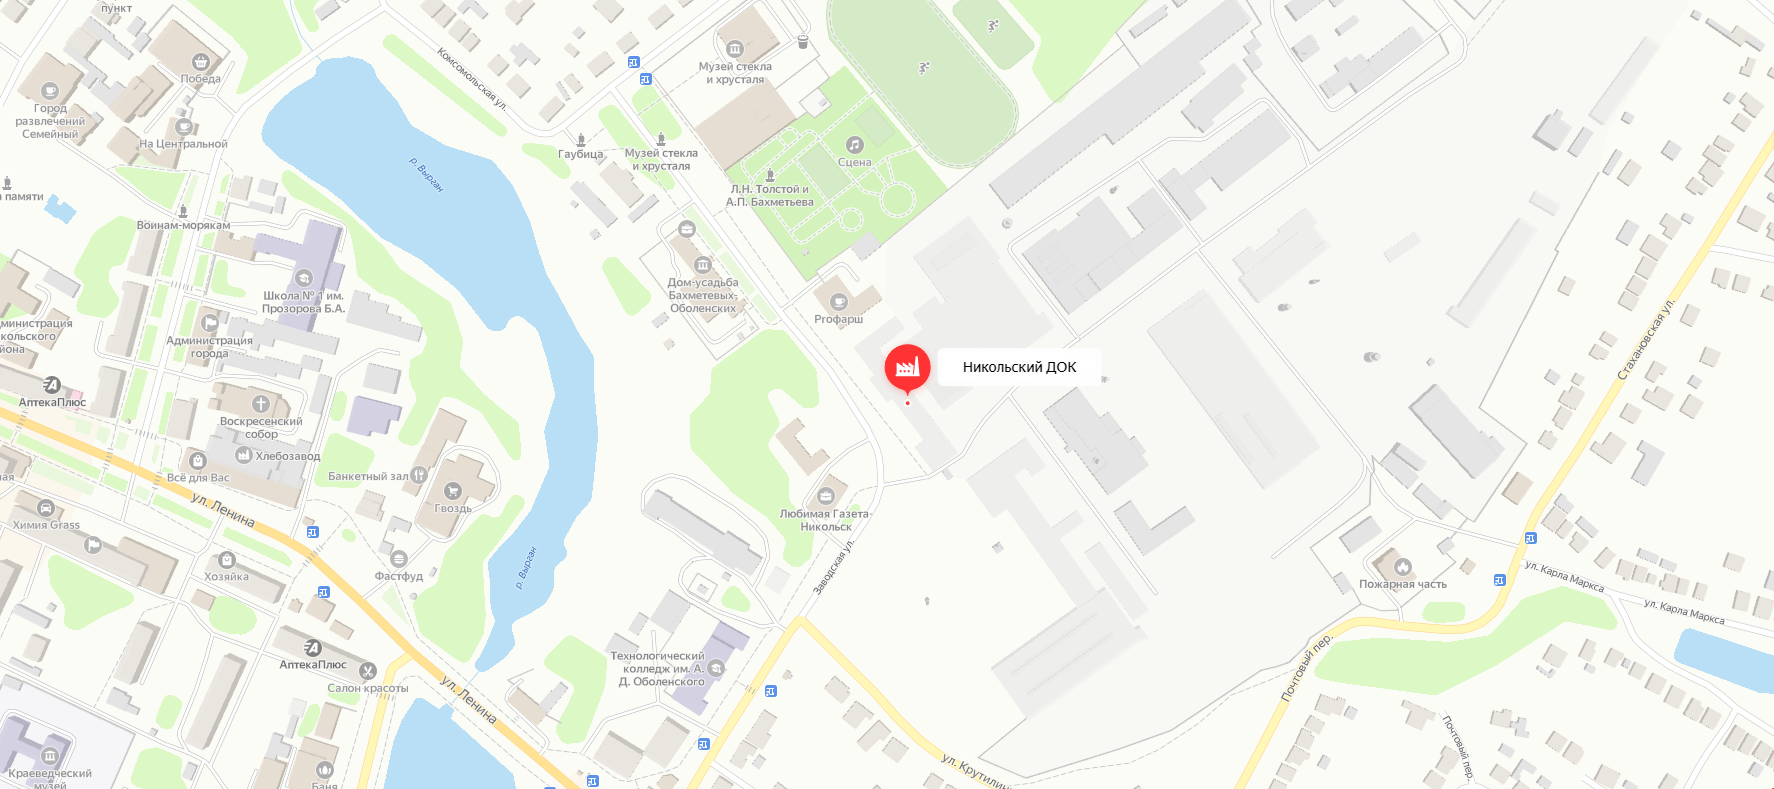 пункт
Победа
Город
развлечений
Семейный
На Центральной
Комсомольская ул.
Музей стекла
и хрусталя
Гаубица
Музей стекла
и хрусталя
Сцена
Л.Н. Толстой и
А.П. Бахметьева
р. Вырган
памяти
Воинам-морякам
Школа № 1 им.
Прозорова Б.А.
Дом-усадьба
Бахметевых-
Оболенских
Proфарш
Администрация
города
Никольский ДОК
АптекаПлюс
Воскресенский
собор
Хлебозавод
Всё для Вас
Банкетный зал
Гвоздь
ул. Ленина
Химия Grass
Хозяйка
Фастфуд
р. Вырган
Любимая Газета-
Никольск
Заводская ул.
Стахановская ул.
Пожарная часть
ул. Карла Маркса
ул. Карла Маркса
АптекаПлюс
Салон красоты
ул. Ленина
Технологический
колледж им. А.
Д. Оболенского
Почтовый пер.
Почтовый пер.
ул. Крутилин
Краеведческий
музей
Баня